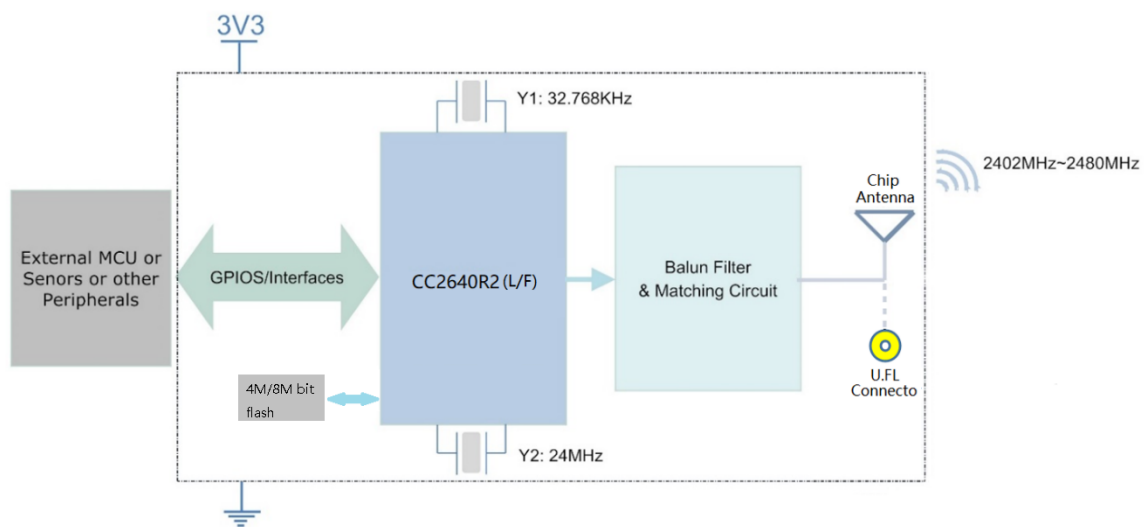 3V3
Y1: 32.768KHz
2402MHz~2480MHz
Chip
Antenna
External MCU or
Senors or other
Peripherals
GPIOS/Interfaces
CC2640R2 (L/F)
Balun Filter
& Matching Circuit
4M/8M bit
flash
U.FL
Connecto
Y2: 24MHz